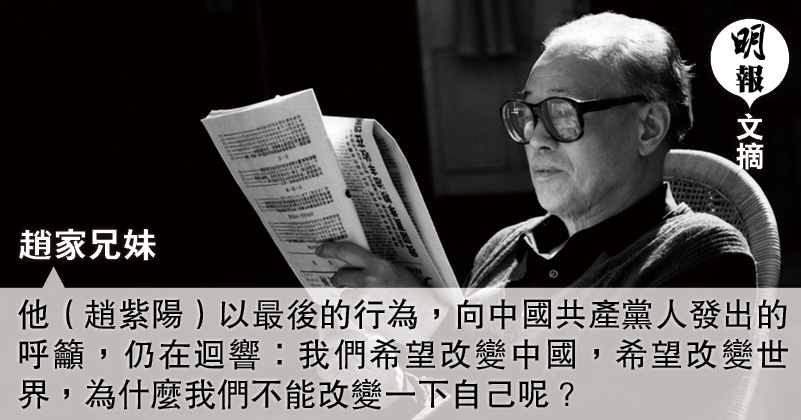 明報
文摘
趙家兄妹
他（趙紫陽）以最後的行為，向中國共產黨人發出的
呼籲，仍在迴響：我們希望改變中國，希望改變世
界，為什麼我們不能改變一下自己呢？